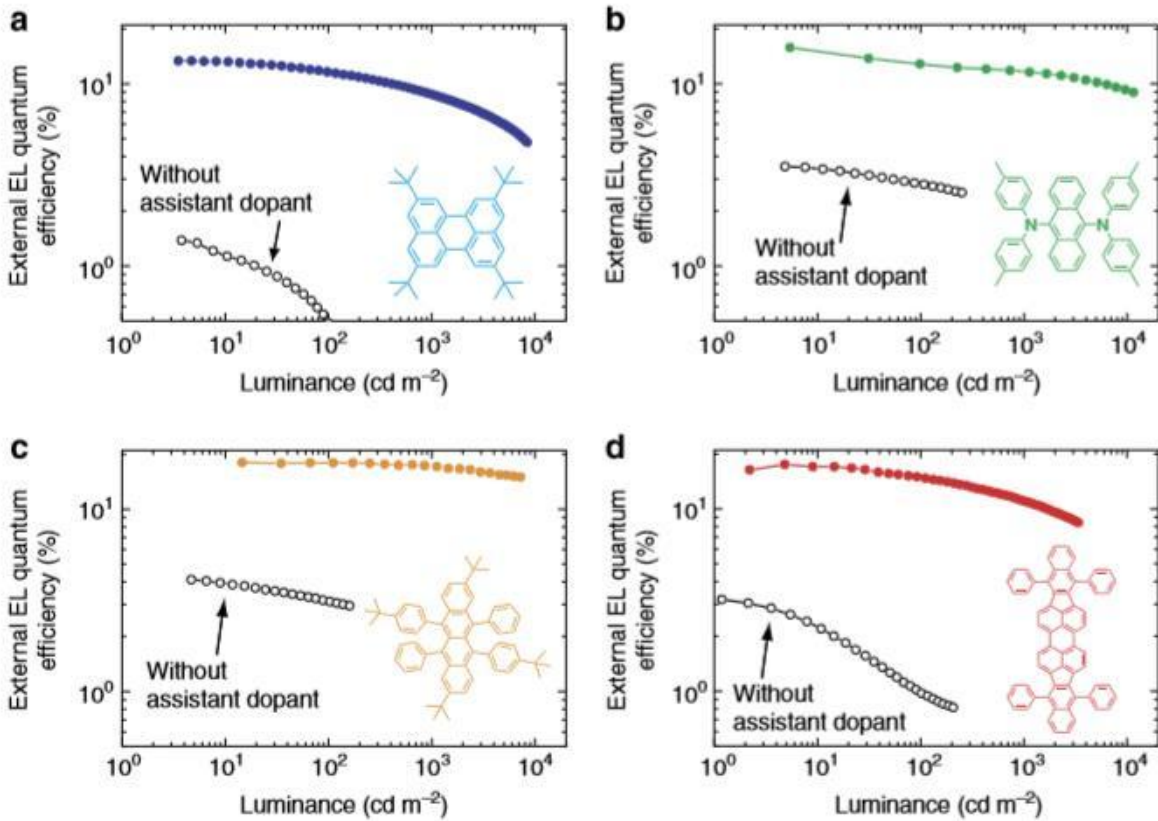 a
External EL quantum
efficiency (%)
10¹
10⁰
Without
assistant dopant
10⁰ 10¹ 10² 10³ 10⁴
Luminance (cd m⁻²)
b
External EL quantum
efficiency (%)
10¹
10⁰
N N
Without
assistant dopant
10⁰ 10¹ 10² 10³ 10⁴
Luminance (cd m⁻²)
c
External EL quantum
efficiency (%)
10¹
10⁰
Without
assistant dopant
10⁰ 10¹ 10² 10³ 10⁴
Luminance (cd m⁻²)
d
External EL quantum
efficiency (%)
10¹
10⁰
Without
assistant dopant
10⁰ 10¹ 10² 10³ 10⁴
Luminance (cd m⁻²)